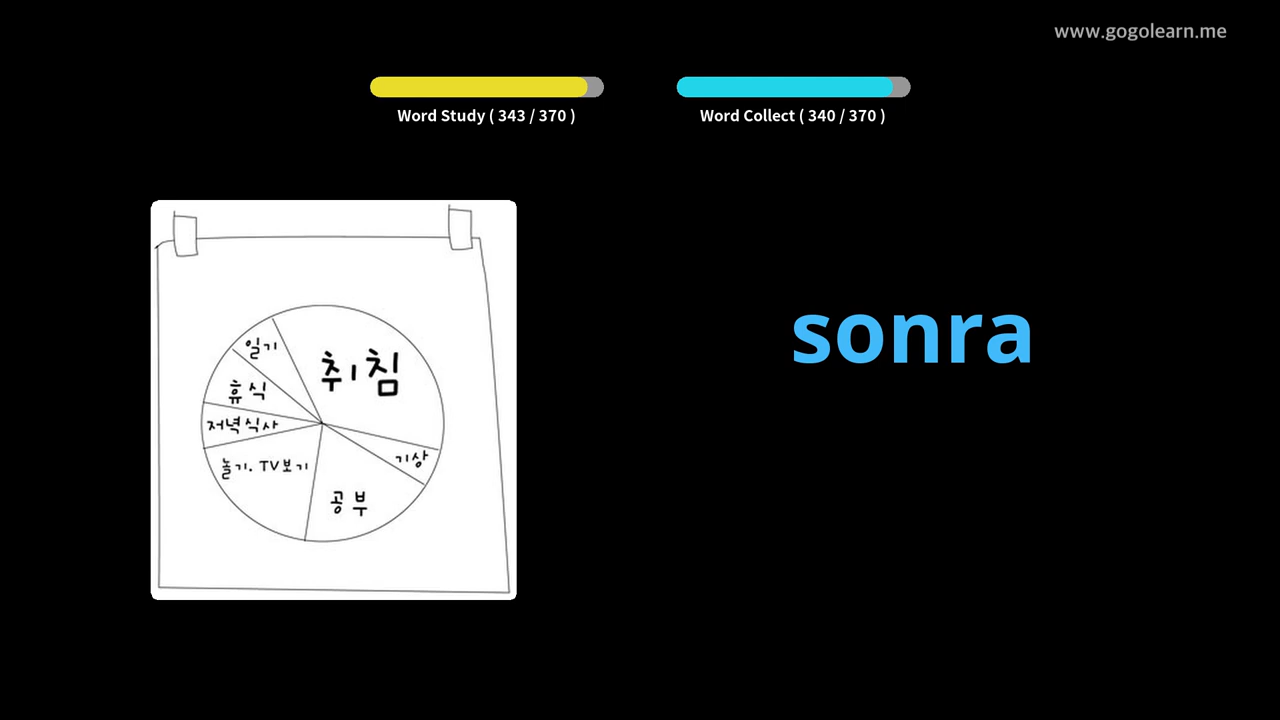 www.gogolearn.me
Word Study ( 343 / 370 )
Word Collect ( 340 / 370 )
일기
취침
휴식
저녁식사
놀기. TV보기
기상
공부
sonra